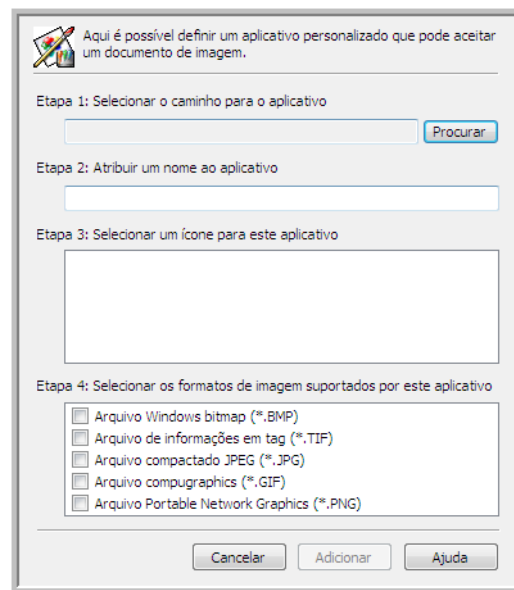 Aqui é possível definir um aplicativo personalizado que pode aceitar
um documento de imagem.
Etapa 1: Selecionar o caminho para o aplicativo
Procurar
Etapa 2: Atribuir um nome ao aplicativo
Etapa 3: Selecionar um ícone para este aplicativo
Etapa 4: Selecionar os formatos de imagem suportados por este aplicativo
Arquivo Windows bitmap (*.BMP)
Arquivo de informações em tag (*.TIF)
Arquivo compactado JPEG (*.JPG)
Arquivo compugraphics (*.GIF)
Arquivo Portable Network Graphics (*.PNG)
Cancelar Adicionar Ajuda